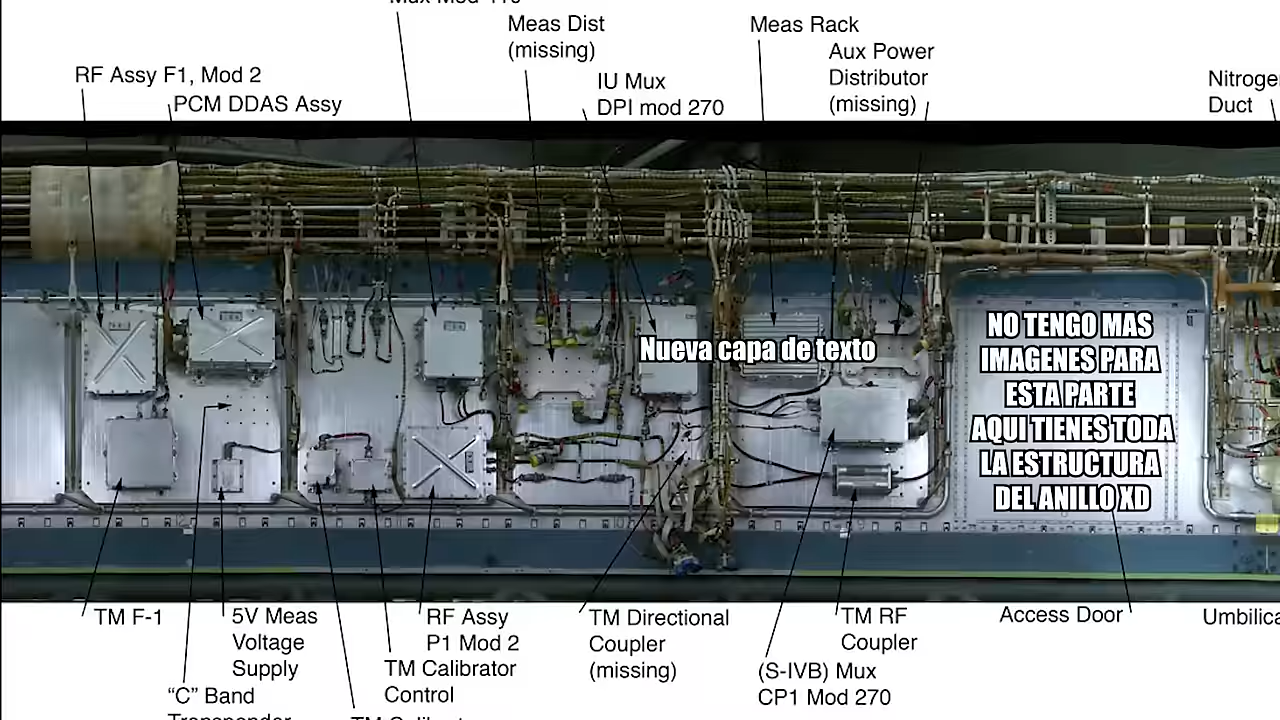 Meas Dist
(missing)
Meas Rack
Aux Power
Distributor
(missing)
RF Assy F1, Mod 2
PCM DDAS Assy
IU Mux
DPI mod 270
Duct
NO TENGO MAS
IMAGENES PARA
ESTA PARTE
AQUI TIENES TODA
LA ESTRUCTURA
DEL ANILLO XD
Nueva capa de texto
TM F-1
5V Meas
Voltage
Supply
RF Assy
P1 Mod 2
TM Directional
Coupler
(missing)
TM RF
Coupler
Access Door
TM Calibrator
Control
(S-IVB) Mux
CP1 Mod 270
“C” Band